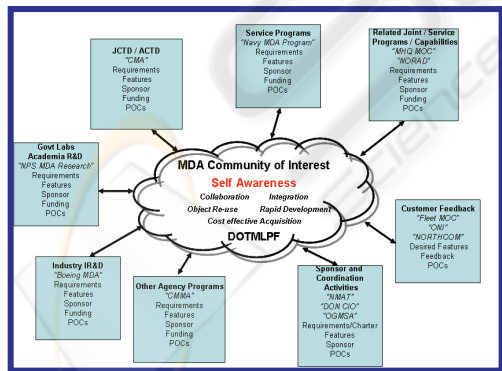 JCTD / ACTD
"CMA"
Requirements
Features
Sponsor
Funding
POCs
Service Programs
"Navy MDA Program"
Requirements
Features
Sponsor
Funding
POCs
Related Joint / Service
Programs / Capabilities
"MHQ MOC"
"NORAD"
Requirements
Features
Sponsor
Funding
POCs
Govt Labs
Academia R&D
"NPS MDA Research"
Requirements
Features
Sponsor
Funding
POCs
MDA Community of Interest
Self Awareness
Collaboration Integration
Object Re-use Rapid Development
Cost effective Acquisition
DOTMLPF
Customer Feedback
"Fleet MOC"
"ONI"
"NORTHCOM"
Desired Features
Feedback
POCs
Industry IR&D
"Boeing MDA"
Requirements
Features
Sponsor
Funding
POCs
Other Agency Programs
"CMMA"
Requirements
Features
Sponsor
Funding
POCs
Sponsor and
Coordination
Activities
"NMAT"
"DON CIO"
"OGMSA"
Requirements/Charter
Features
Sponsor
POCs